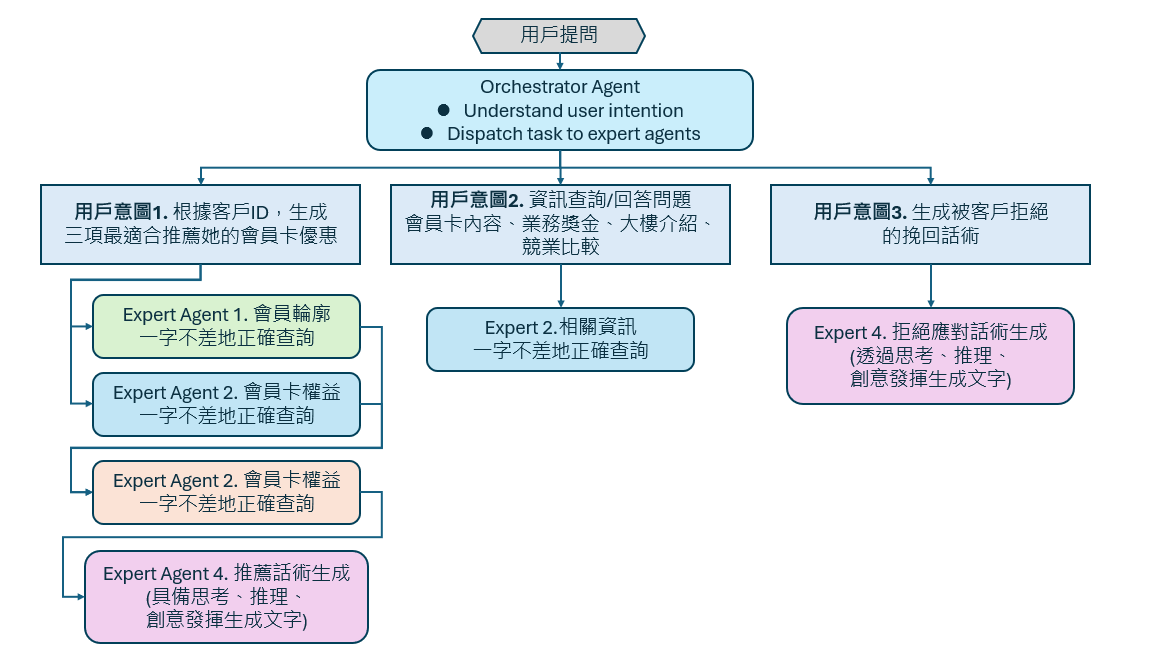 用戶提問
Orchestrator Agent
● Understand user intention
● Dispatch task to expert agents
用戶意圖1. 根據客戶ID，生成
三項最適合推薦她的會員卡優惠
用戶意圖2. 資訊查詢/回答問題
會員卡內容、業務獎金、大樓介紹、
競業比較
用戶意圖3. 生成被客戶拒絕
的挽回話術
Expert Agent 1. 會員輪廓
一字不差地正確查詢
Expert Agent 2. 會員卡權益
一字不差地正確查詢
Expert Agent 2. 會員卡權益
一字不差地正確查詢
Expert Agent 4. 推薦話術生成
(具備思考、推理、
創意發揮生成文字)
Expert 2.相關資訊
一字不差地正確查詢
Expert 4. 拒絕應對話術生成
(透過思考、推理、
創意發揮生成文字)